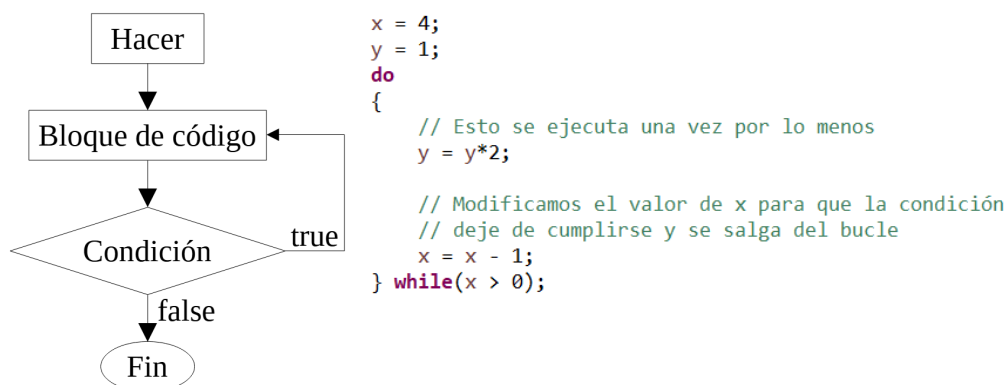 Hacer
Bloque de código
Condición
true
false
Fin
x = 4;
y = 1;
do
{
    // Esto se ejecuta una vez por lo menos
    y = y*2;

    // Modificamos el valor de x para que la condición
    // deje de cumplirse y se salga del bucle
    x = x - 1;
} while(x > 0);